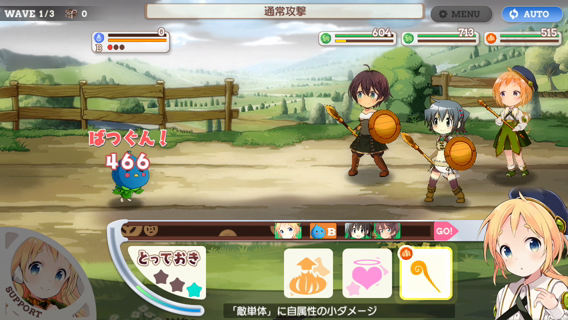 WAVE 1/3 0
通常攻撃
MENU
AUTO
0
B
604
713
515
ばつぐん!
466
B
GO!
とっておき
SUPPORT
「敵単体」に自属性の小ダメージ